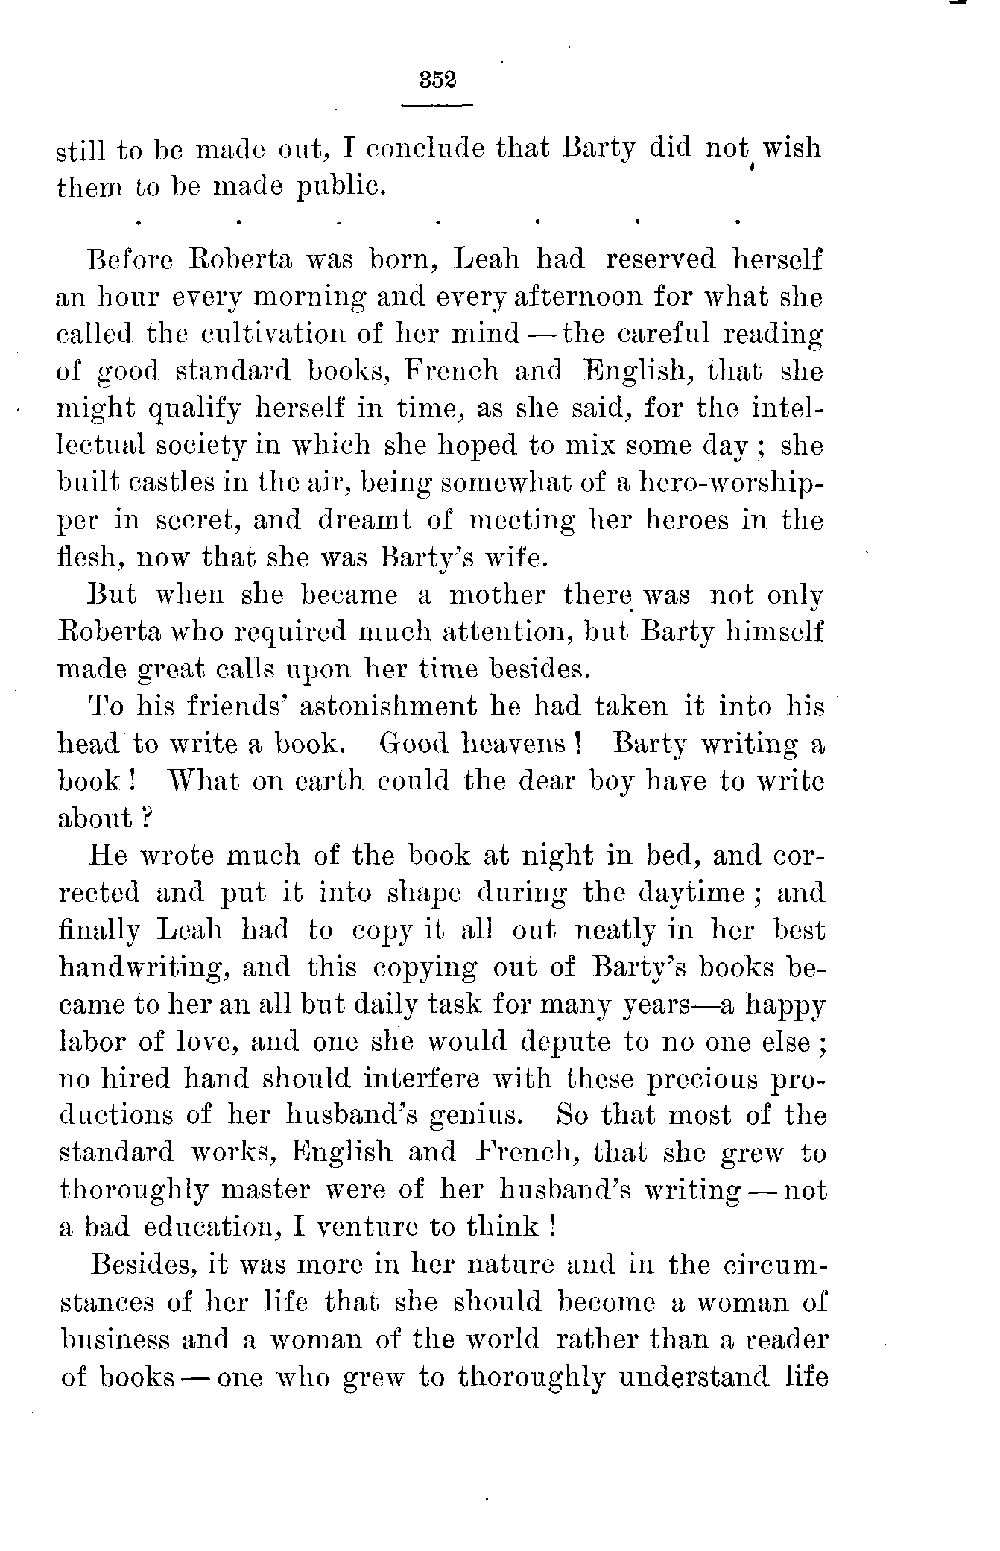 352
still to be made out, I conclude that Barty did not wish
them to be made public.
. . . . . . .
Before Roberta was born, Leah had reserved herself
an hour every morning and every afternoon for what she
called the cultivation of her mind — the careful reading
of good standard books, French and English, that she
might qualify herself in time, as she said, for the intel-
lectual society in which she hoped to mix some day ; she
built castles in the air, being somewhat of a hero-worship-
per in secret, and dreamt of meeting her heroes in the
flesh, now that she was Barty's wife.
But when she became a mother there was not only
Roberta who required much attention, but Barty himself
made great calls upon her time besides.
To his friends' astonishment he had taken it into his
head to write a book. Good heavens ! Barty writing a
book ! What on earth could the dear boy have to write
about ?
He wrote much of the book at night in bed, and cor-
rected and put it into shape during the daytime ; and
finally Leah had to copy it all out neatly in her best
handwriting, and this copying out of Barty's books be-
came to her an all but daily task for many years—a happy
labor of love, and one she would depute to no one else ;
no hired hand should interfere with these precious pro-
ductions of her husband's genius. So that most of the
standard works, English and French, that she grew to
thoroughly master were of her husband's writing — not
a bad education, I venture to think !
Besides, it was more in her nature and in the circum-
stances of her life that she should become a woman of
business and a woman of the world rather than a reader
of books — one who grew to thoroughly understand life